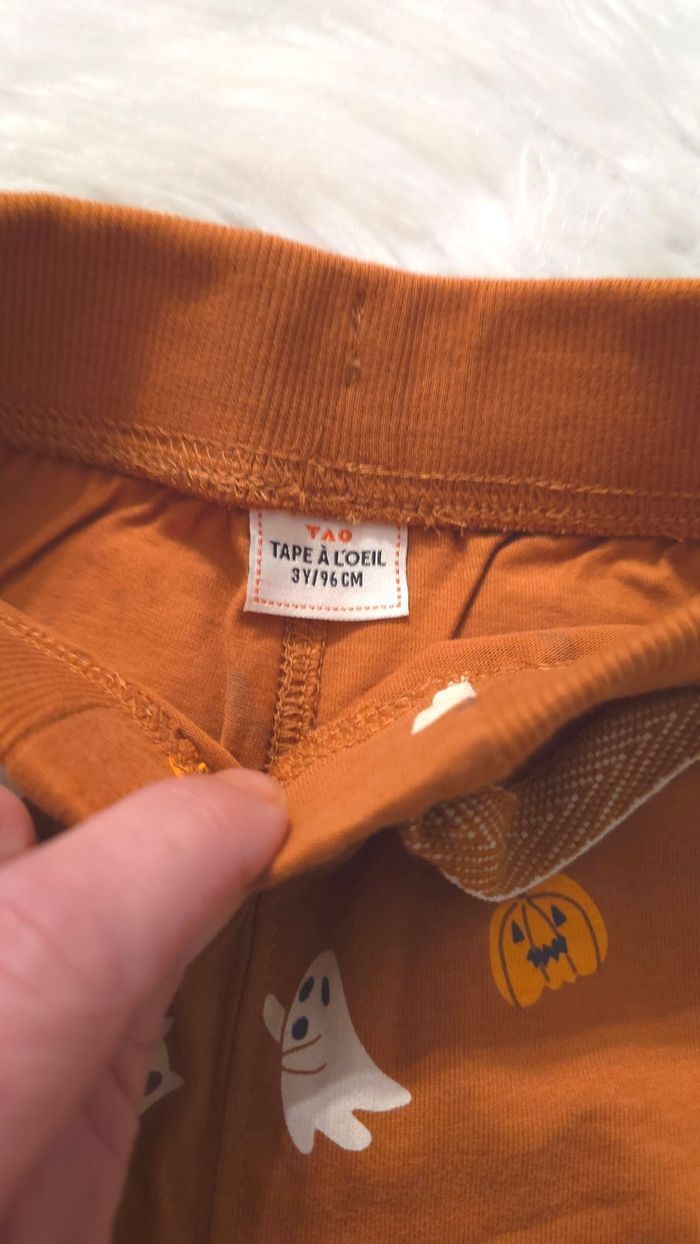 TAO
TAPE À L'OEIL
3Y/96CM